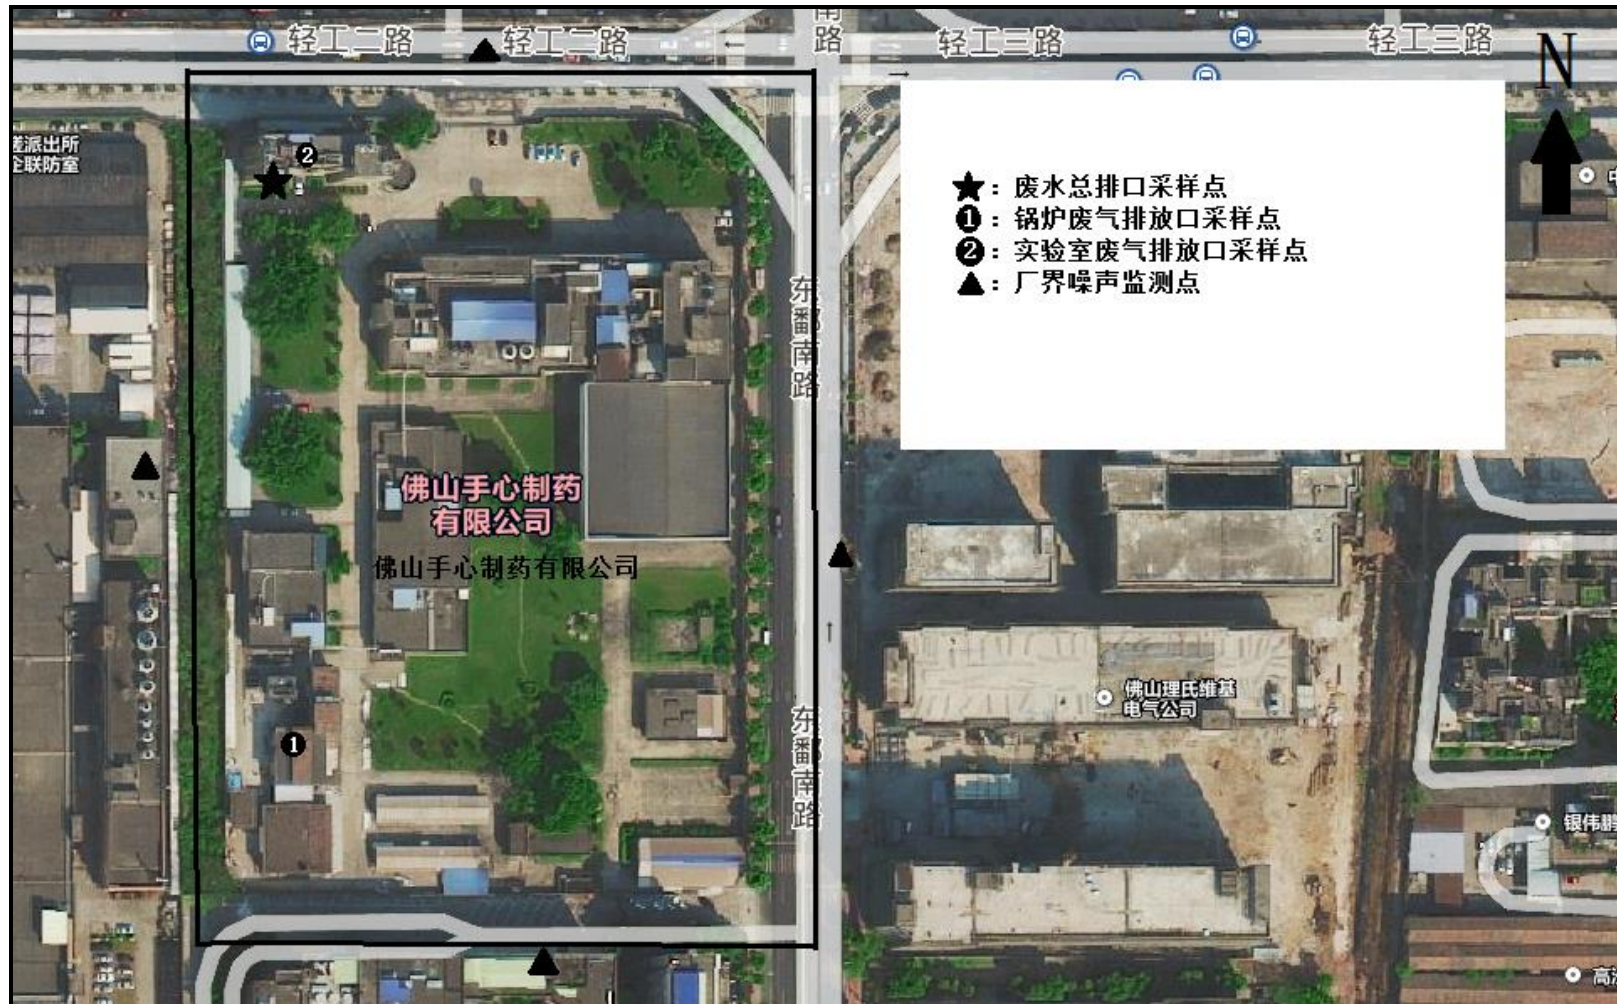 轻工二路
轻工二路
南路
轻工三路
轻工三路
N
派出所
联防室
②
★：废水总排口采样点
❶：锅炉废气排放口采样点
❷：实验室废气排放口采样点
▲：厂界噪声监测点
东鄱南路
佛山手心制药
有限公司
佛山手心制药有限公司
佛山理氏维基
电气公司
①
东鄱南路
银伟鹏